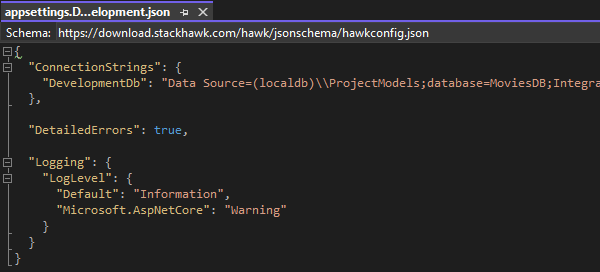 appsettings.D...elopment.json
Schema: https://download.stackhawk.com/hawk/jsonschema/hawkconfig.json
{
"ConnectionStrings": {
"DevelopmentDb": "Data Source=(localdb)\\ProjectModels;database=MoviesDB;Integra
},
"DetailedErrors": true,
"Logging": {
"LogLevel": {
"Default": "Information",
"Microsoft.AspNetCore": "Warning"
}
}
}